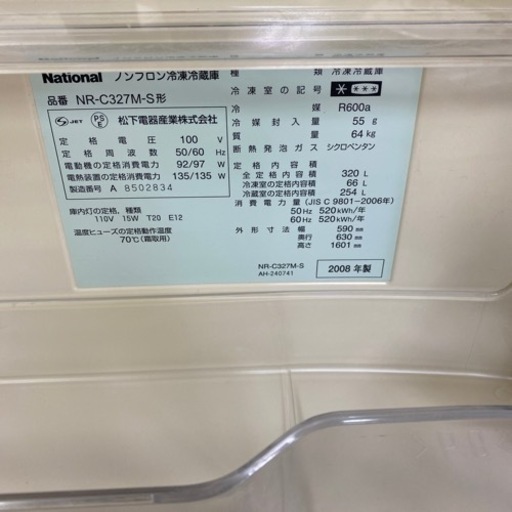 National ノンフロン冷凍冷蔵庫
品番 NR-C327M-S形
S JET PS E 松下電器産業株式会社
定格電圧 100 V
定格周波数 50/60 Hz
電動機の定格消費電力 92/97 W
電熱装置の定格消費電力 135/135 W
製造番号 A 8502834
庫内灯の定格、種類
110V 15W T20 E12
温度ヒューズの定格動作温度
70℃(霜取用)
種類 冷凍冷蔵庫
冷凍室の記号
冷媒 R600a
冷媒封入量 55 g
質量 64 kg
断熱発泡ガス シクロペンタン
定格内容積
全定格内容積 320 L
冷凍室の定格内容積 66 L
冷蔵室の定格内容積 254 L
消費電力量(JIS C 9801-2006年)
50Hz 520kWh/年
60Hz 520kWh/年
外形寸法 幅 590 mm
奥行 630 mm
高さ 1601 mm
NR-C327M-S
AH-240741
2008年製